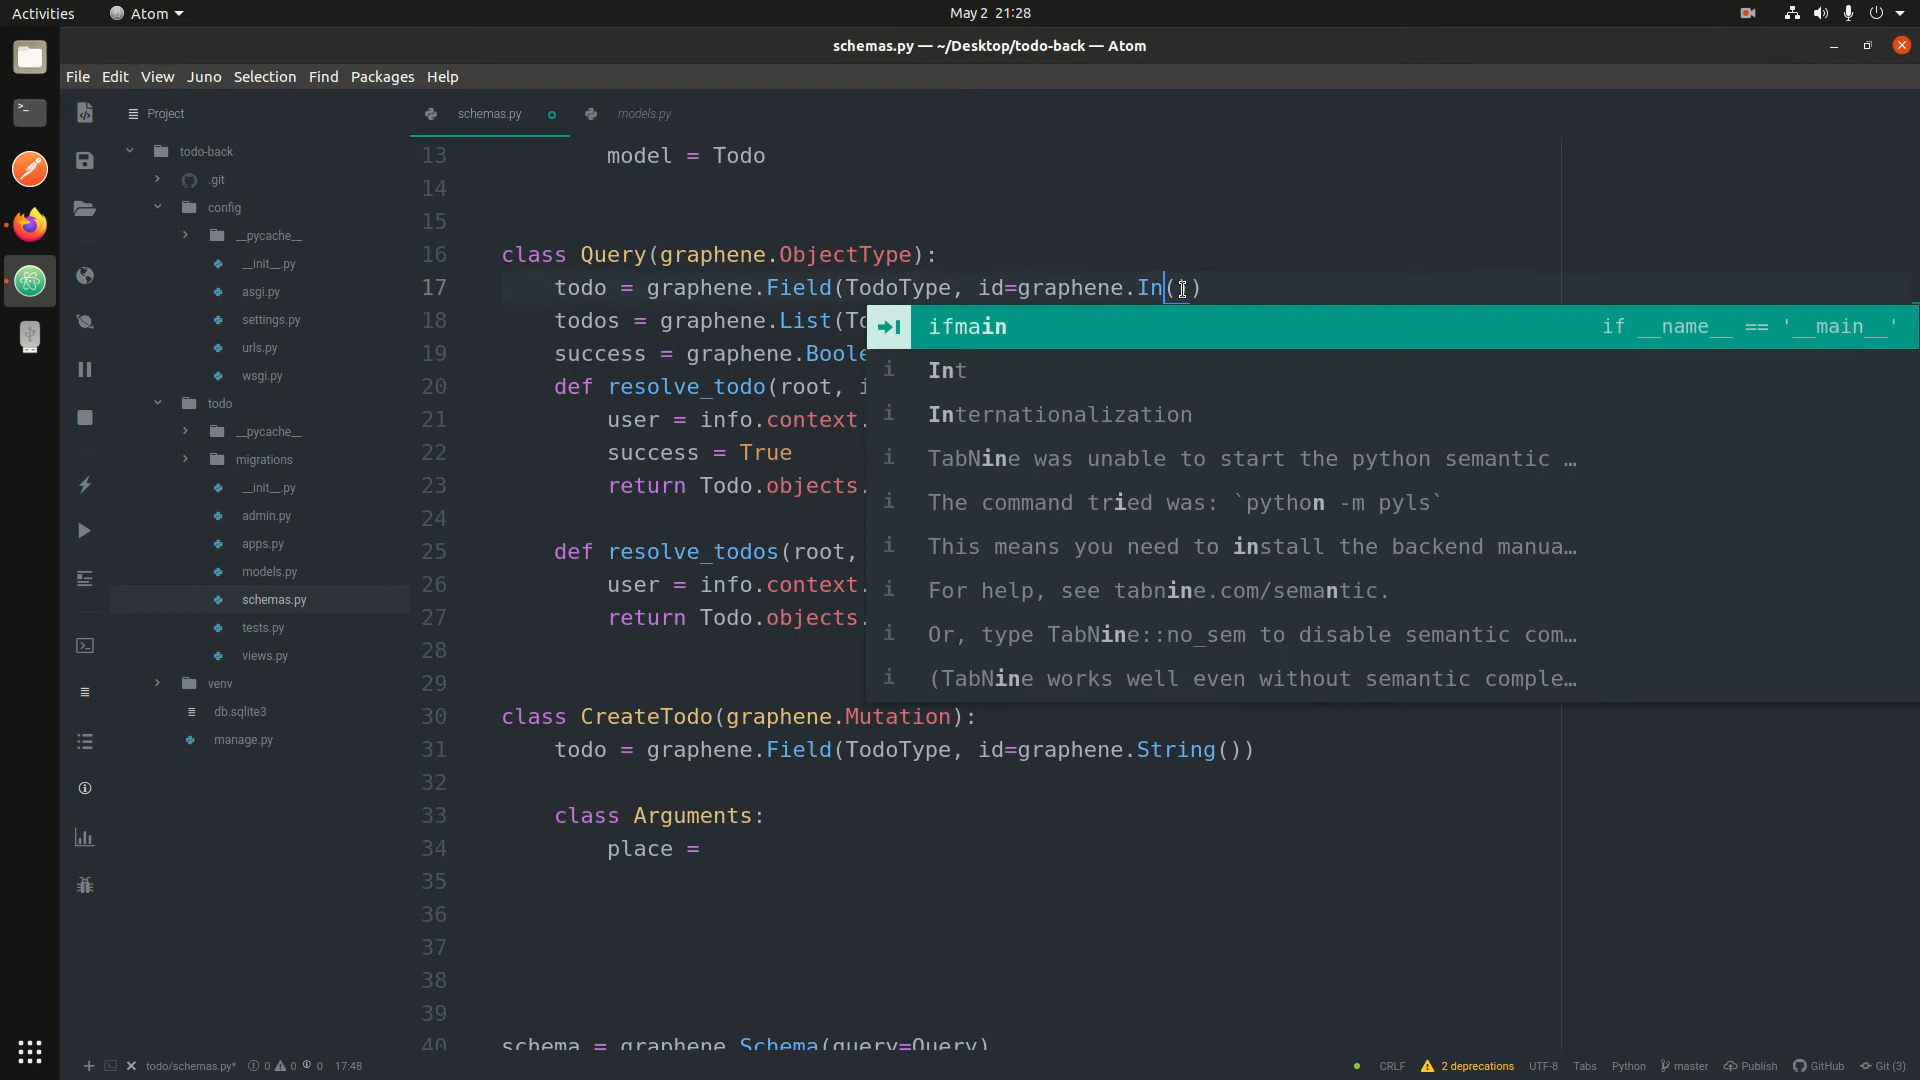 Activities
Atom
May 2 21:28
schemas.py — ~/Desktop/todo-back — Atom
File Edit View Juno Selection Find Packages Help
Project
todo-back
.git
config
__pycache__
__init__.py
asgi.py
settings.py
urls.py
wsgi.py
todo
__pycache__
migrations
__init__.py
admin.py
apps.py
models.py
schemas.py
tests.py
views.py
venv
db.sqlite3
manage.py
schemas.py
models.py
13 model = Todo
14
15
16 class Query(graphene.ObjectType):
17 todo = graphene.Field(TodoType, id=graphene.In())
18 todos = graphene.List(To
19 success = graphene.Boole
20 def resolve_todo(root, i
21 user = info.context.
22 success = True
23 return Todo.objects.
24
25 def resolve_todos(root,
26 user = info.context.
27 return Todo.objects.
28
29
30 class CreateTodo(graphene.Mutation):
31 todo = graphene.Field(TodoType, id=graphene.String())
32
33 class Arguments:
34 place =
35
36
37
38
39
40 schema = graphene.Schema(query=Query)
ifmain if __name__ == '__main__'
i Int
i Internationalization
i TabNine was unable to start the python semantic …
i The command tried was: `python -m pyls`
i This means you need to install the backend manua…
i For help, see tabnine.com/semantic.
i Or, type TabNine::no_sem to disable semantic com…
i (TabNine works well even without semantic comple…
todo/schemas.py* 0 0 0 17:48
CRLF 2 deprecations UTF-8 Tabs Python master Publish GitHub Git (3)